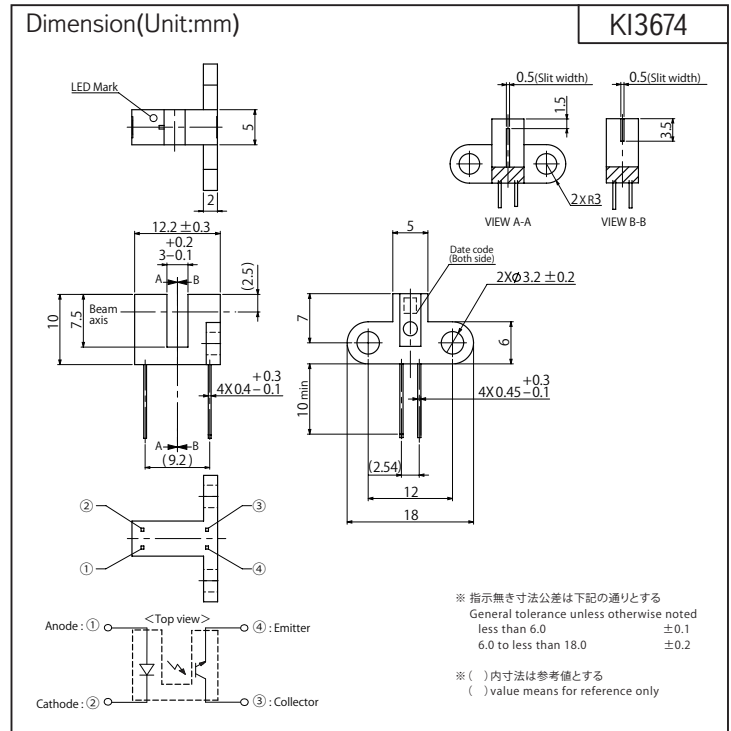 Dimension(Unit:mm)
KI3674
LED Mark
5
2
0.5(Slit width)
1.5
2XR3
VIEW A-A
0.5(Slit width)
3.5
VIEW B-B
12.2 ±0.3
+0.2
3-0.1
A B
(2.5)
10
7.5
Beam
axis
+0.3
4X0.4-0.1
A B
(9.2)
5
Date code
(Both side)
2Xφ3.2 ±0.2
7
6
10 min
+0.3
4X0.45-0.1
(2.54)
12
18
②
③
①
④
<Top view>
Anode : ①
④ : Emitter
Cathode : ②
③ : Collector
※ 指示無き寸法公差は下記の通りとする
General tolerance unless otherwise noted
less than 6.0 ±0.1
6.0 to less than 18.0 ±0.2
※( )内寸法は参考値とする
( ) value means for reference only